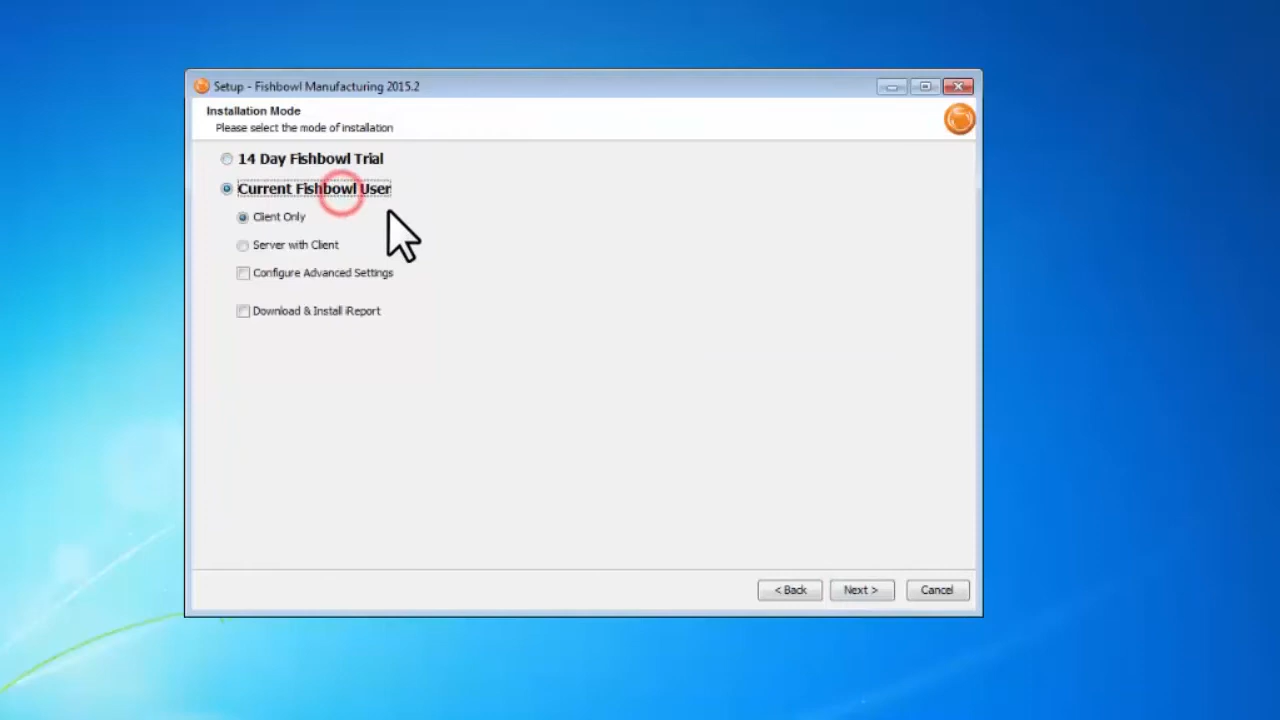 Setup - Fishbowl Manufacturing 2015.2
Installation Mode
Please select the mode of installation
14 Day Fishbowl Trial
Current Fishbowl User
Client Only
Server with Client
Configure Advanced Settings
Download & Install iReport
< Back
Next >
Cancel